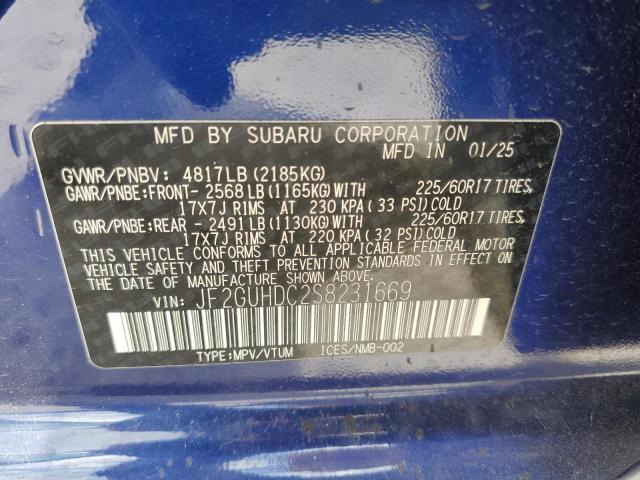 MFD BY SUBARU CORPORATION
MFD IN 01/25
GVWR/PNBV: 4817LB (2185KG)
GAWR/PNBE:FRONT- 2568 LB (1165KG) WITH 225/60R17 TIRES,
17X7J RIMS AT 230 KPA (33 PSI) COLD
GAWR/PNBE:REAR - 2491 LB (1130KG) WITH 225/60R17 TIRES,
17X7J RIMS AT 220 KPA (32 PSI) COLD
THIS VEHICLE CONFORMS TO ALL APPLICABLE FEDERAL MOTOR
VEHICLE SAFETY AND THEFT PREVENTION STANDARDS IN EFFECT ON
THE DATE OF MANUFACTURE SHOWN ABOVE.
VIN: JF2GUHDC2S8231669
TYPE:MPV/VTUM ICES/NMB-002